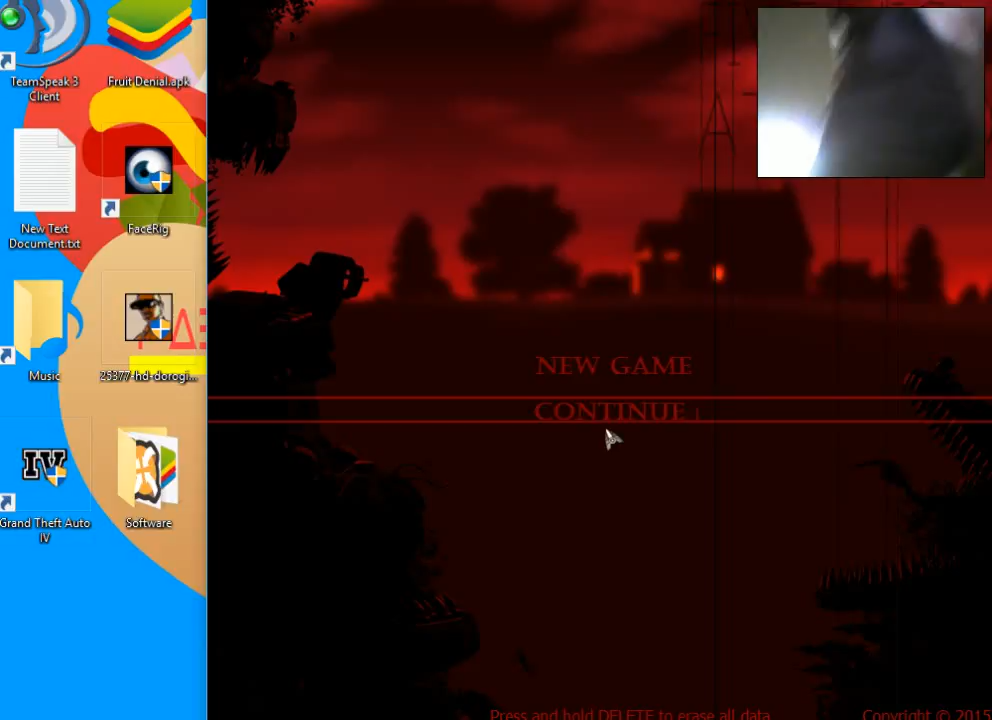 TeamSpeak 3
Client
Fruit Denial.apk
New Text
Document.txt
FaceRig
Music
25377-hd-dorogi...
IV
Grand Theft Auto
IV
Software
NEW GAME
CONTINUE
Press and hold DELETE to erase all data
Copyright © 2015